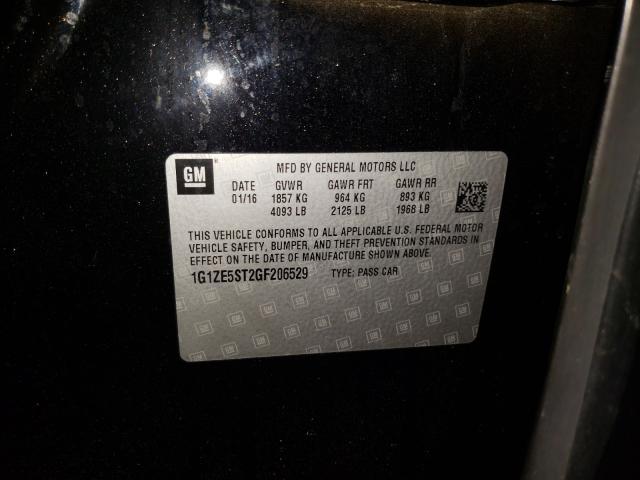 GM
MFD BY GENERAL MOTORS LLC
DATE GVWR GAWR FRT GAWR RR
01/16 1857 KG 964 KG 893 KG
4093 LB 2125 LB 1968 LB
THIS VEHICLE CONFORMS TO ALL APPLICABLE U.S. FEDERAL MOTOR
VEHICLE SAFETY, BUMPER, AND THEFT PREVENTION STANDARDS IN
EFFECT ON THE DATE OF MANUFACTURE SHOWN ABOVE.
1G1ZE5ST2GF206529 TYPE: PASS CAR